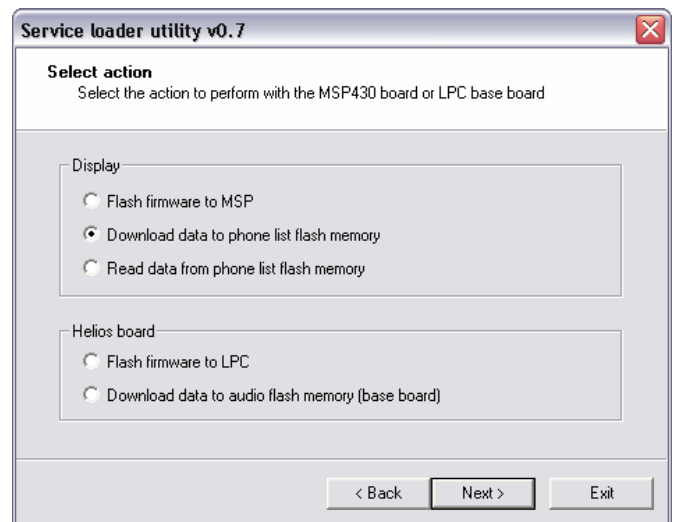 Service loader utility v0.7
Select action
Select the action to perform with the MSP430 board or LPC base board
Display
Flash firmware to MSP
Download data to phone list flash memory
Read data from phone list flash memory
Helios board
Flash firmware to LPC
Download data to audio flash memory (base board)
< Back
Next >
Exit